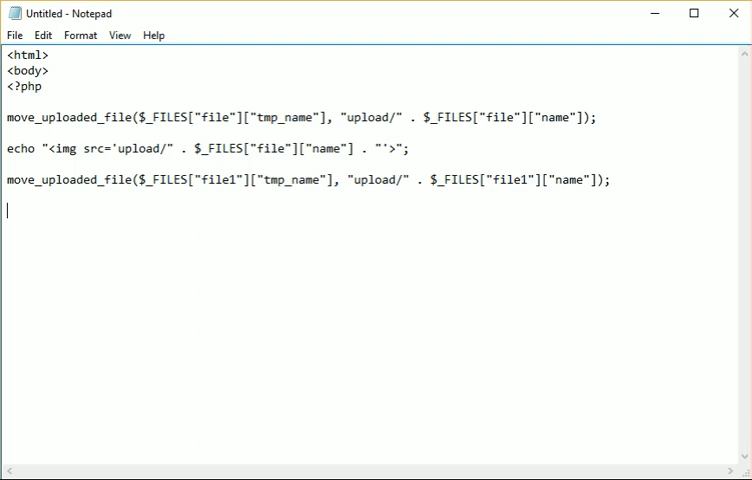 Untitled - Notepad
File Edit Format View Help
<html>
<body>
<?php
move_uploaded_file($_FILES["file"]["tmp_name"], "upload/" . $_FILES["file"]["name"]);
echo "<img src='upload/" . $_FILES["file"]["name"] . "'>";
move_uploaded_file($_FILES["file1"]["tmp_name"], "upload/" . $_FILES["file1"]["name"]);